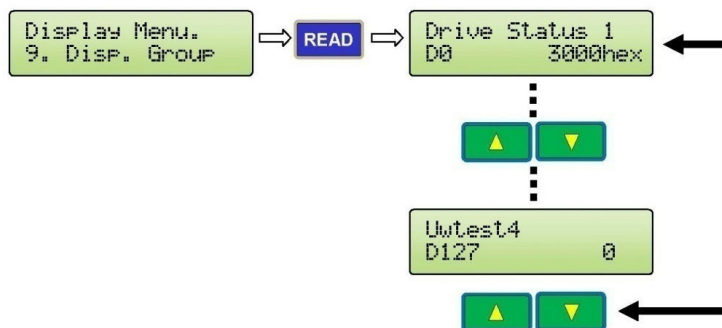 Display Menu.
9. Disp. Group
READ
Drive Status 1
D0 3000hex
Uwtest4
D127 0